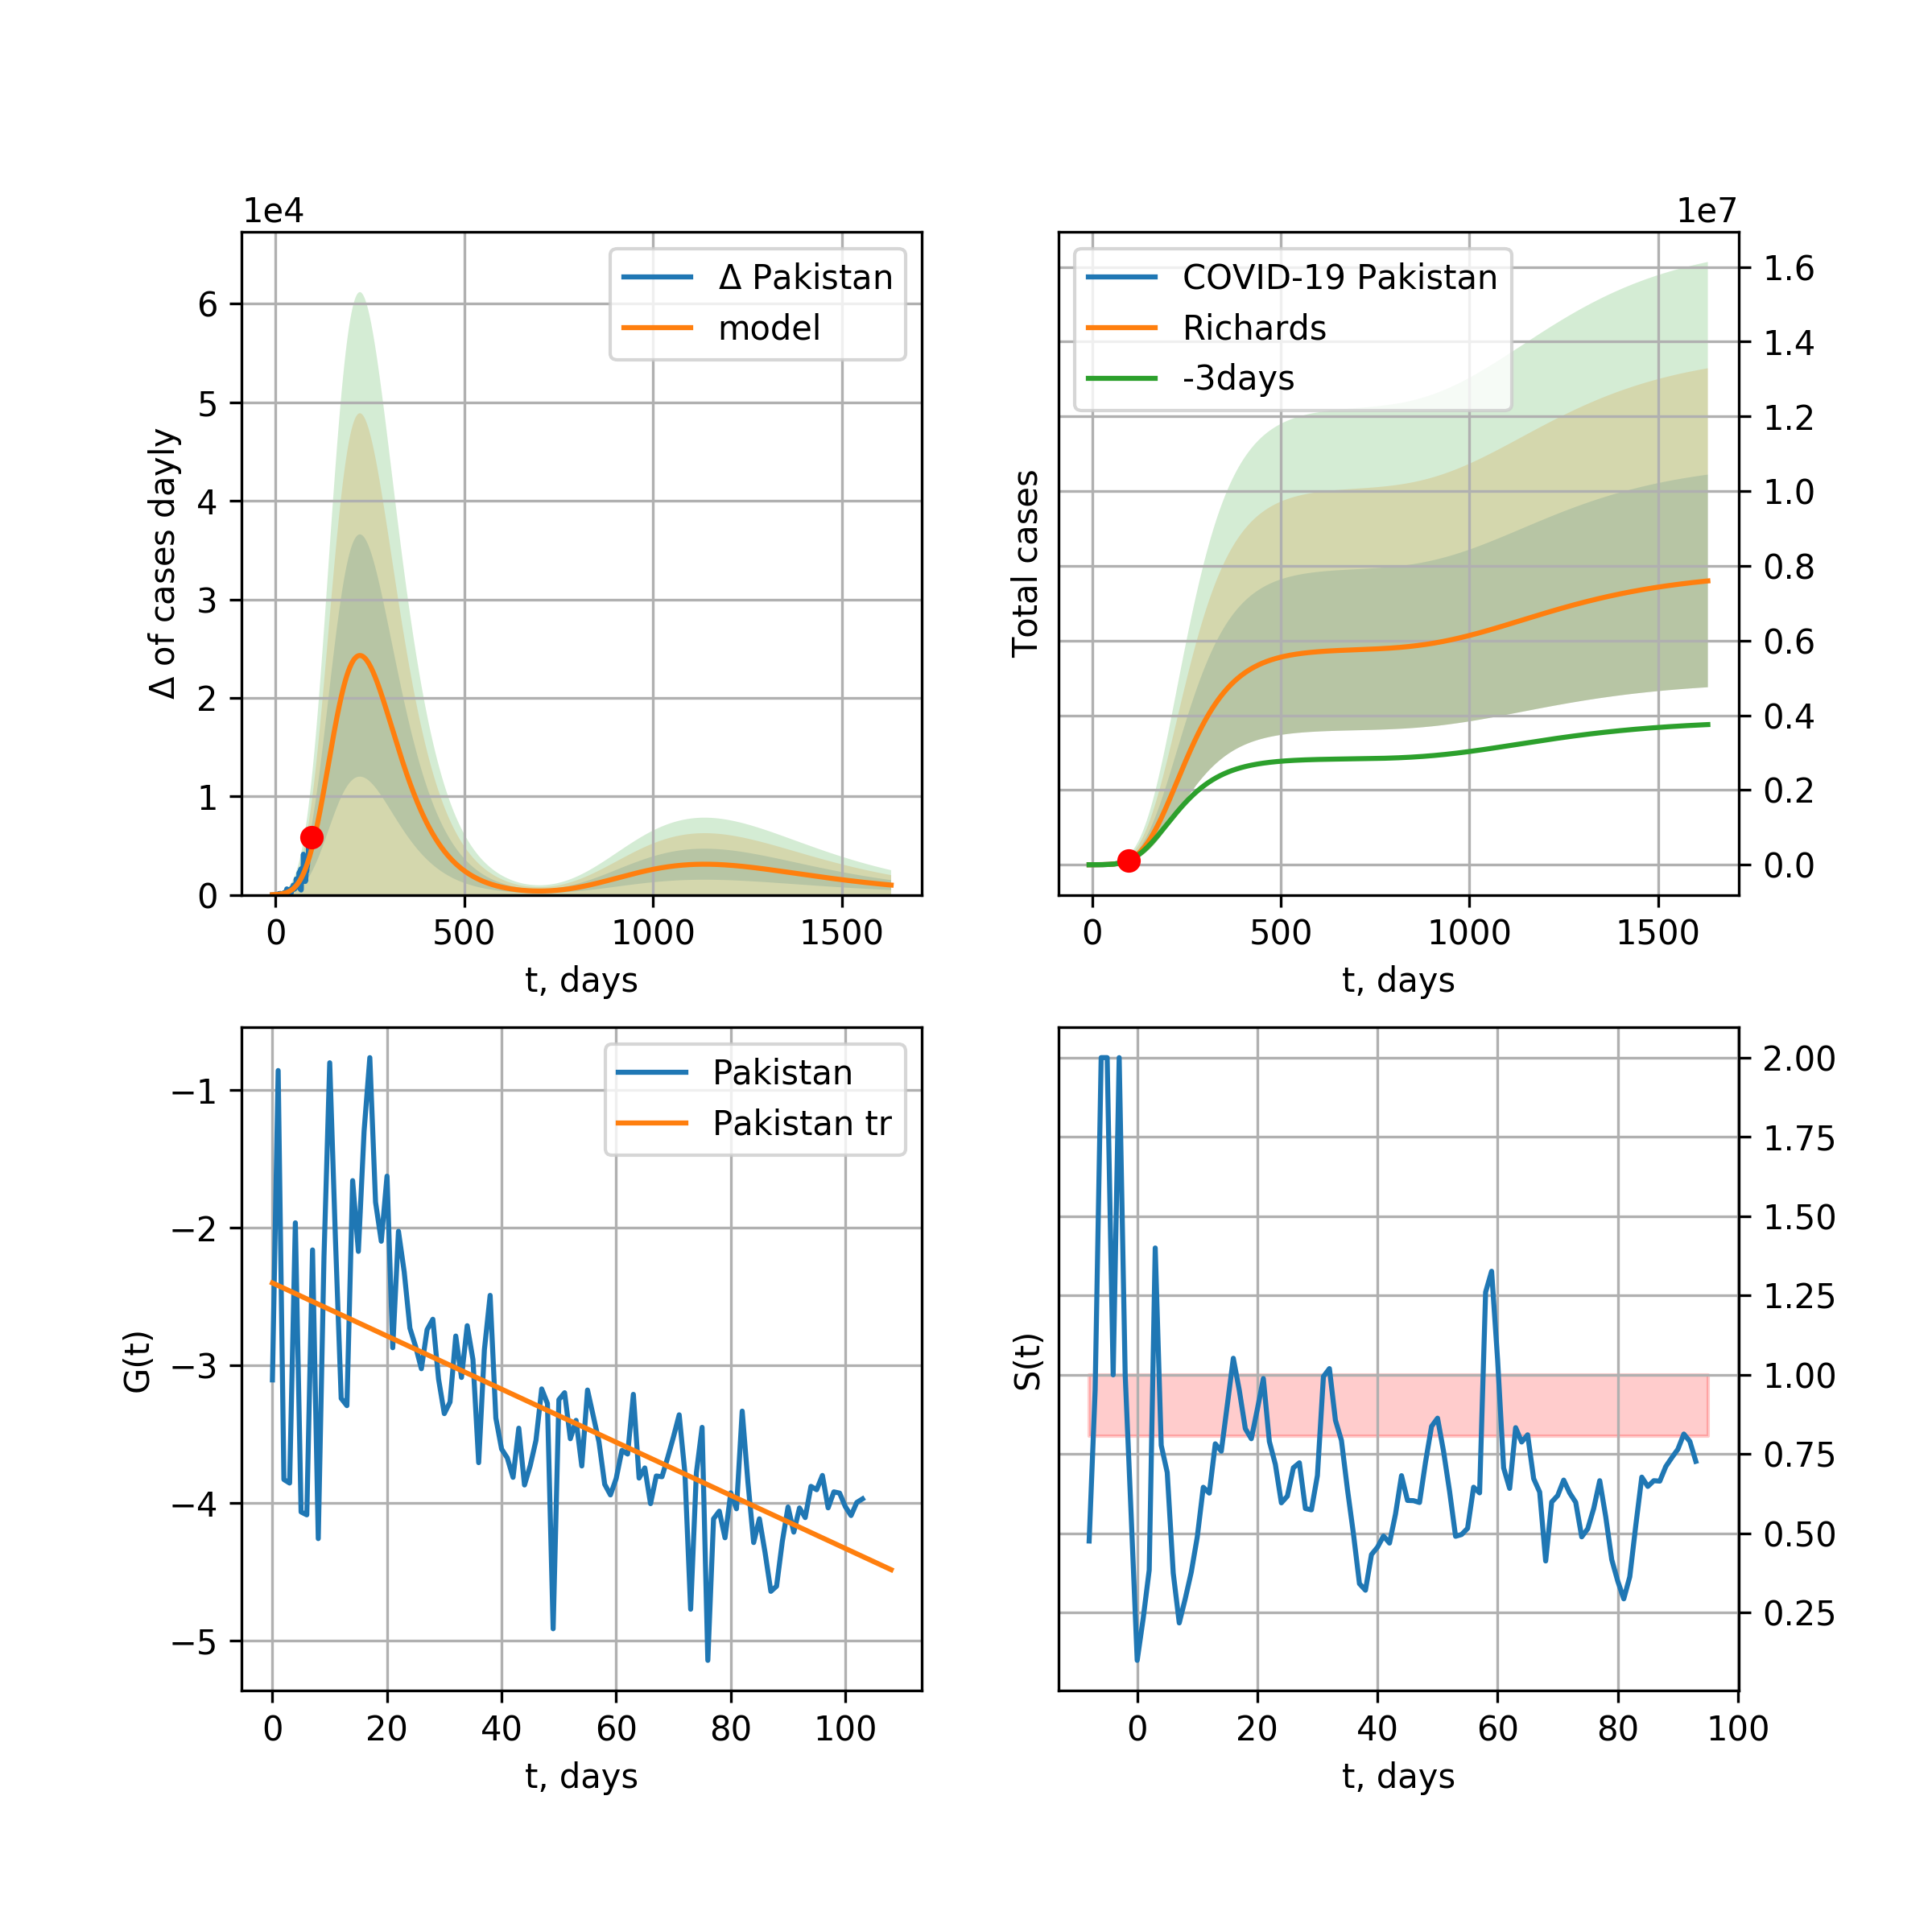 1e4
Δ Pakistan
model
6
5
4
3
2
1
0
Δ of cases dayly
0 500 1000 1500
t, days
1e7
COVID-19 Pakistan
Richards
-3days
1.6
1.4
1.2
1.0
0.8
0.6
0.4
0.2
0.0
Total cases
0 500 1000 1500
t, days
Pakistan
Pakistan tr
−1
−2
−3
−4
−5
G(t)
0 20 40 60 80 100
t, days
2.00
1.75
1.50
1.25
1.00
0.75
0.50
0.25
S(t)
0 20 40 60 80 100
t, days